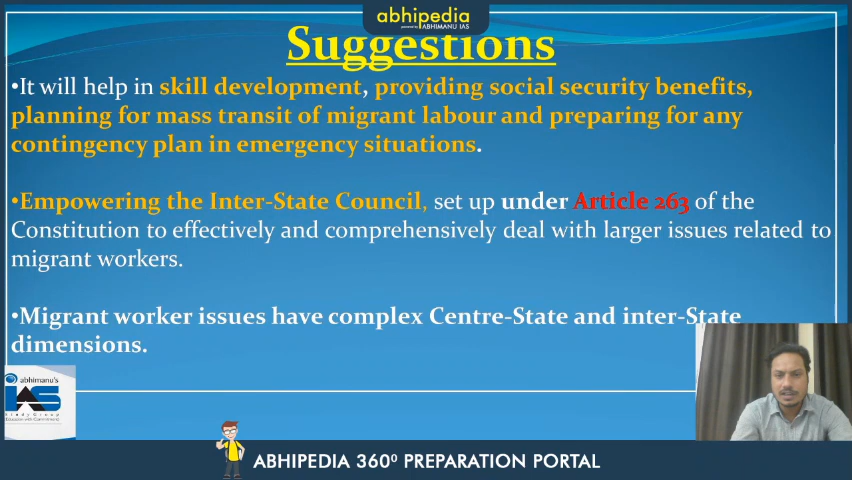 abhipedia
powered by ABHIMANU IAS
Suggestions
•It will help in skill development, providing social security benefits,
planning for mass transit of migrant labour and preparing for any
contingency plan in emergency situations.
•Empowering the Inter-State Council, set up under Article 263 of the
Constitution to effectively and comprehensively deal with larger issues related to
migrant workers.
•Migrant worker issues have complex Centre-State and inter-State
dimensions.
abhimanu's
IAS
Study Group
ABHIPEDIA 360⁰ PREPARATION PORTAL